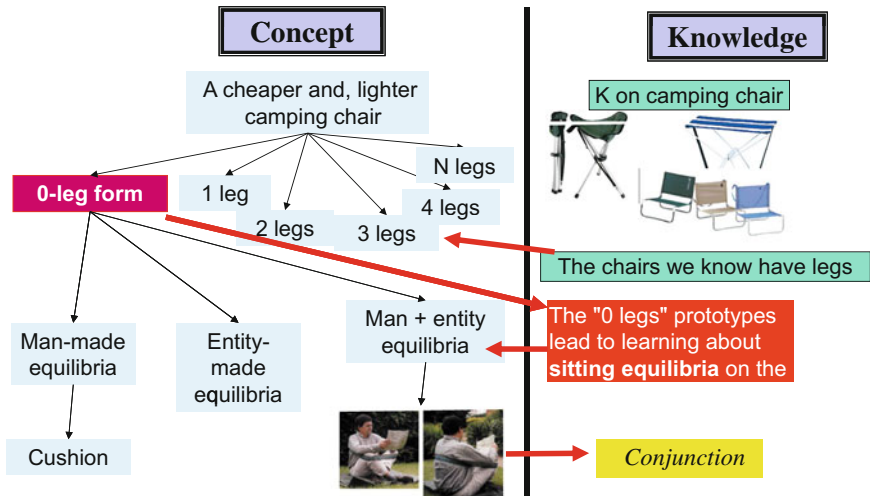 Concept
Knowledge
A cheaper and, lighter
camping chair
K on camping chair
0-leg form
1 leg
2 legs
3 legs
4 legs
N legs
The chairs we know have legs
Man-made
equilibria
Entity-
made
equilibria
Man + entity
equilibria
The "0 legs" prototypes
lead to learning about
sitting equilibria on the
Cushion
Conjunction